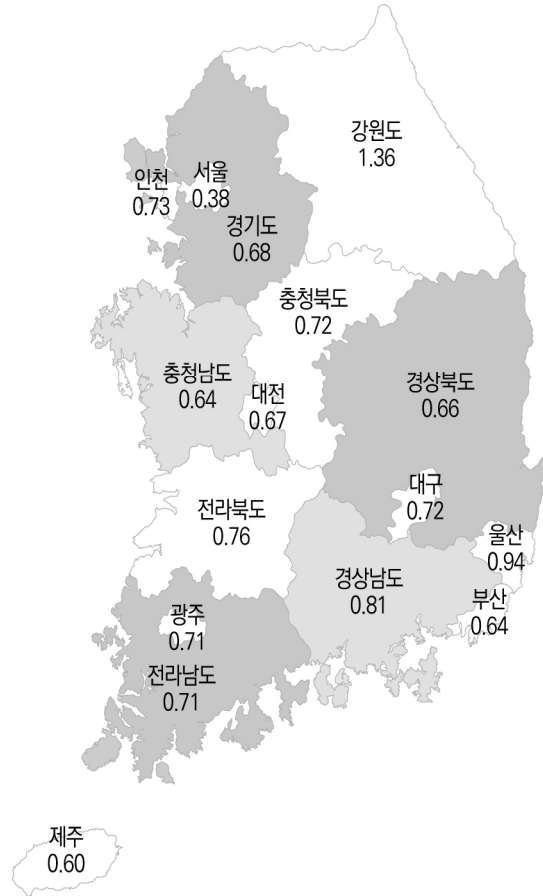 강원도
1.36
인천
0.73
서울
0.38
경기도
0.68
충청북도
0.72
충청남도
0.64
대전
0.67
경상북도
0.66
대구
0.72
전라북도
0.76
울산
0.94
경상남도
0.81
부산
0.64
광주
0.71
전라남도
0.71
제주
0.60